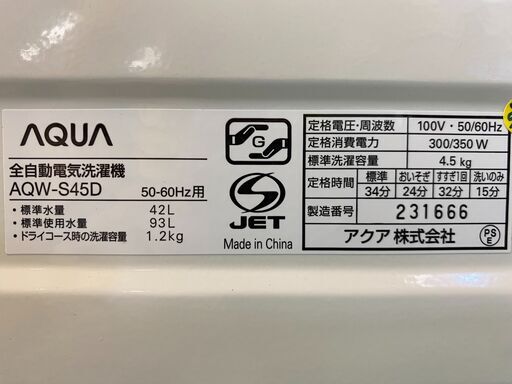 AQUA
全自動電気洗濯機
AQW-S45D 50-60Hz用
・標準水量 42L
・標準使用水量 93L
・ドライコース時の洗濯容量 1.2kg
G
S
JET
Made in China
定格電圧・周波数 100V・50/60Hz
定格消費電力 300/350 W
標準洗濯容量 4.5 kg
定格時間 標準 おいそぎ すすぎ1回 洗いのみ
34分 24分 32分 15分
製造番号 231666
アクア 株式会社
PS
E